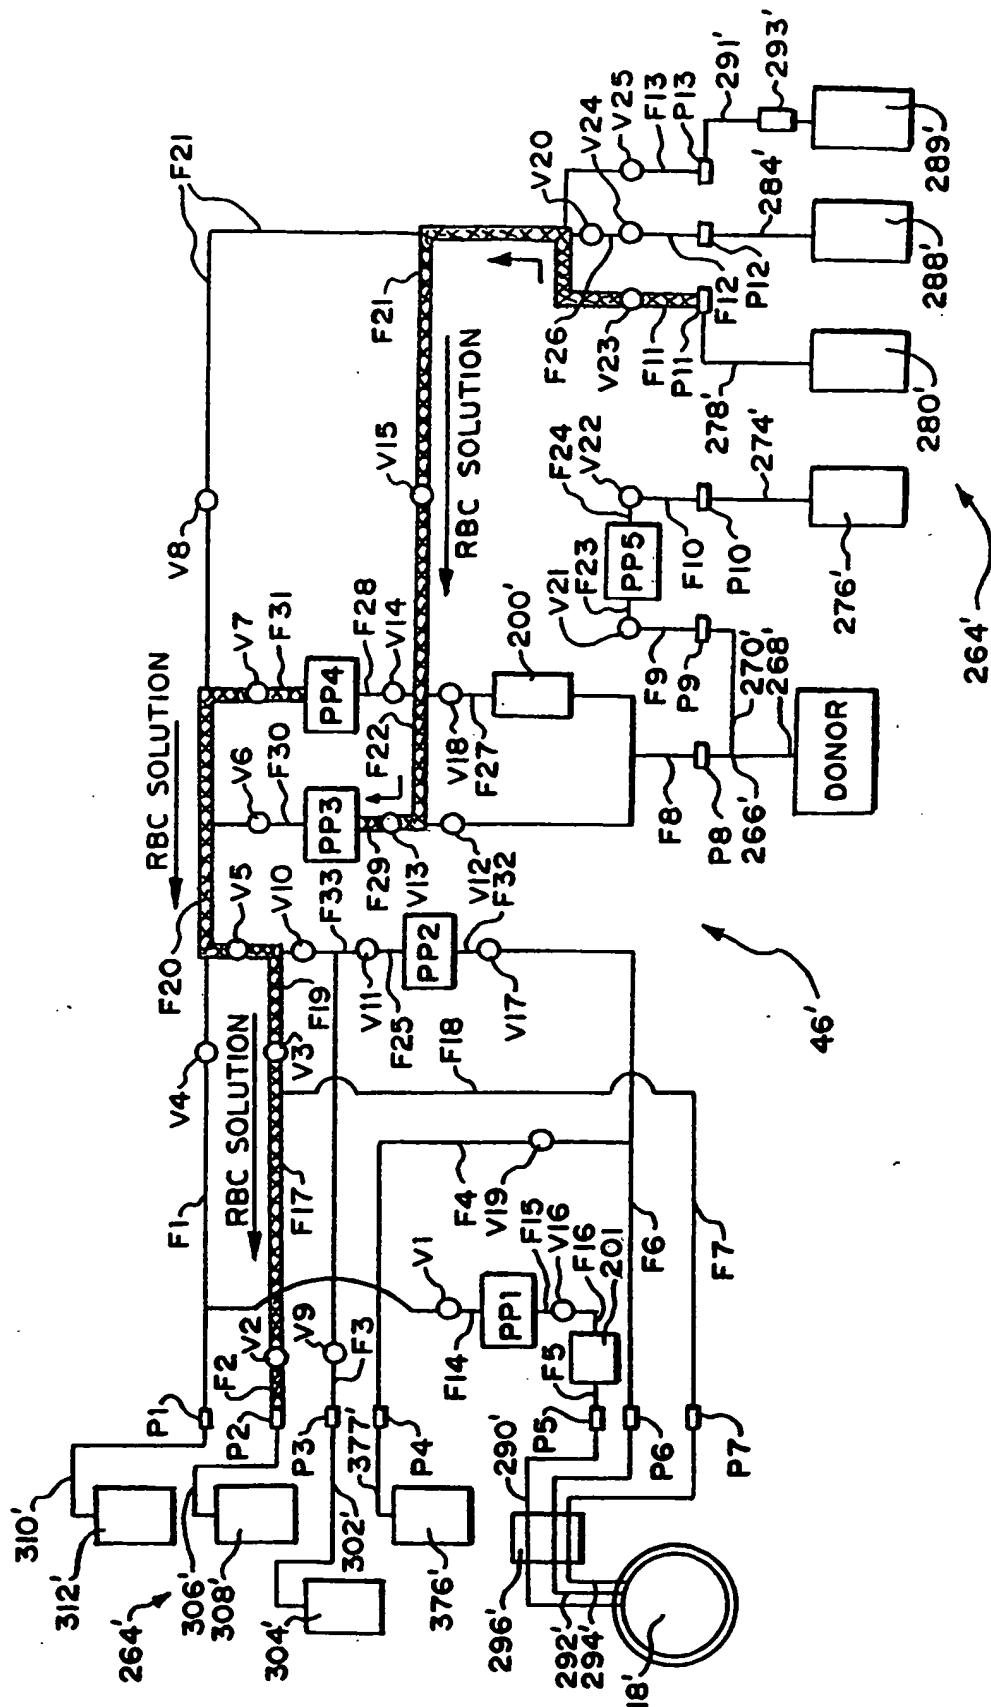 F21
V8
V20
V24
V25
F13
P13
291'
293'
289'
284'
288'
F12
P12
F26
V23
F11
P11
278'
280'
F21
V15
RBC SOLUTION
F24
V22
F10
P10
274'
276'
PP5
F23
V21
F9
P9
270'
268'
266'
264'
V7
F31
PP4
F28
V14
F22
V18
F27
200'
RBC SOLUTION
V6
F30
PP3
F29
V13
V12
F8
P8
DONOR
F20
V5
V10
F33
V11
F25
PP2
F32
V17
46'
F19
V3
V4
F1
RBC SOLUTION
F17
F18
F4
V19
F6
F7
V1
F14
PP1
F15
V16
F16
201
F5
V2
F2
V9
F3
P1
P2
P3
P4
P5
P6
P7
377'
290'
302'
376'
310'
312'
306'
308'
264'
304'
296'
292'
294'
18'